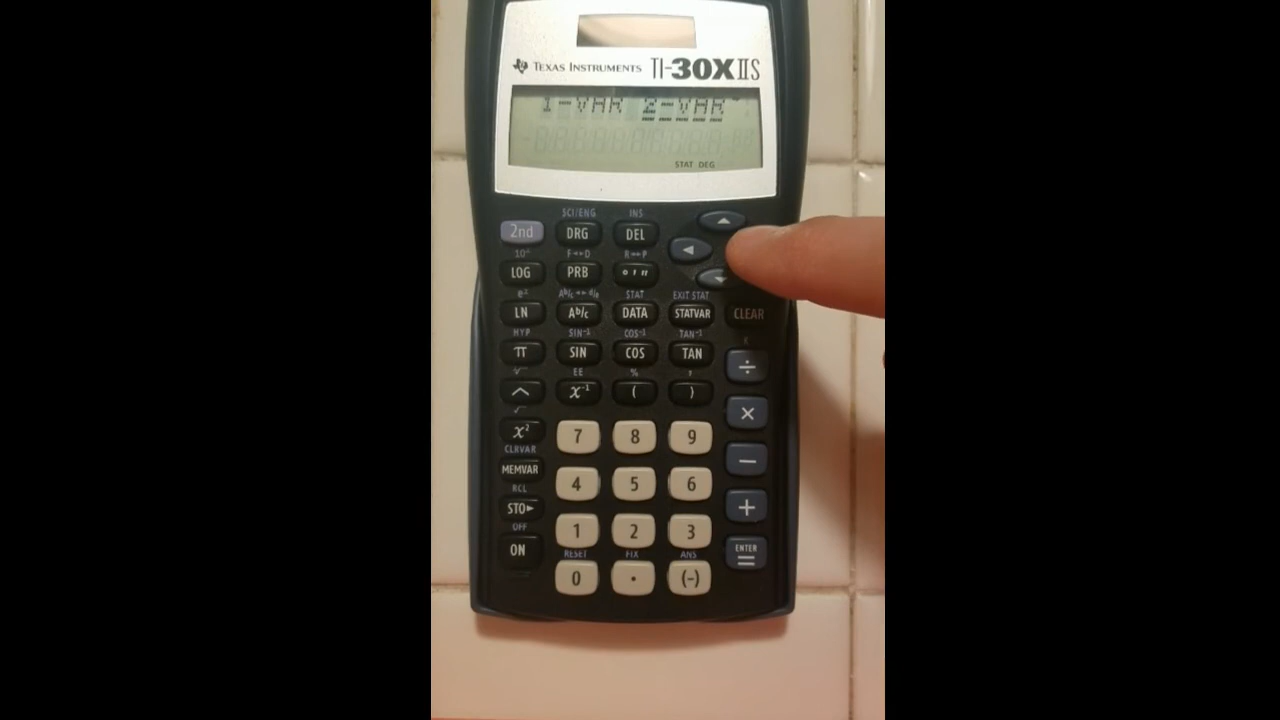 TEXAS INSTRUMENTS TI-30X IIS
1-VAR 2-VAR
STAT DEG
SCI/ENG INS
2nd DRG DEL
F◄►D R◄►P
LOG PRB ° ' "
eˣ Aᵇ/c◄►d/e STAT EXIT STAT
LN Aᵇ/c DATA STATVAR CLEAR
HYP SIN⁻¹ COS⁻¹ TAN⁻¹ K
π SIN COS TAN ÷
EE % ,
^ x⁻¹ ( ) ×
√
x² 7 8 9
CLRVAR
MEMVAR 4 5 6 −
RCL
STO► 1 2 3 +
OFF RESET FIX ANS ENTER
ON 0 . (-) =